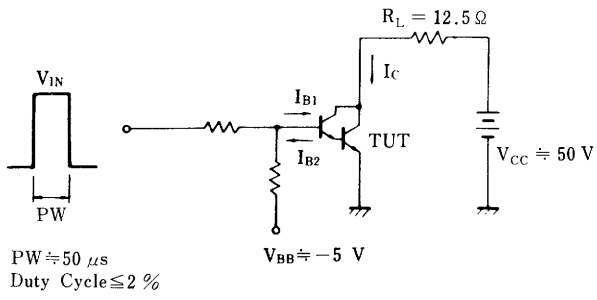 R_L = 12.5 Ω
V_IN
I_C
I_B1
TUT
I_B2
V_CC ≒ 50 V
PW
V_BB ≒ −5 V
PW ≒ 50 μs
Duty Cycle ≦ 2 %